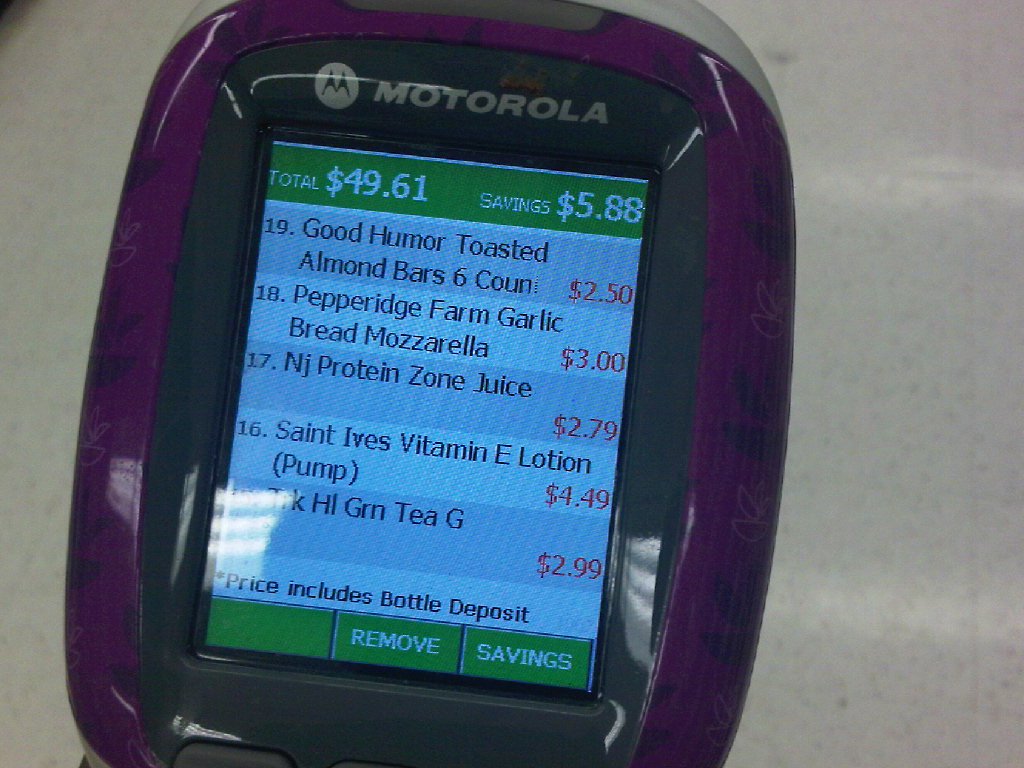 MOTOROLA
TOTAL $49.61 SAVINGS $5.88
19. Good Humor Toasted
Almond Bars 6 Coun
$2.50
18. Pepperidge Farm Garlic
Bread Mozzarella
$3.00
17. Nj Protein Zone Juice
$2.79
16. Saint Ives Vitamin E Lotion
(Pump)
$4.49
Hl Grn Tea G
$2.99
*Price includes Bottle Deposit
REMOVE SAVINGS